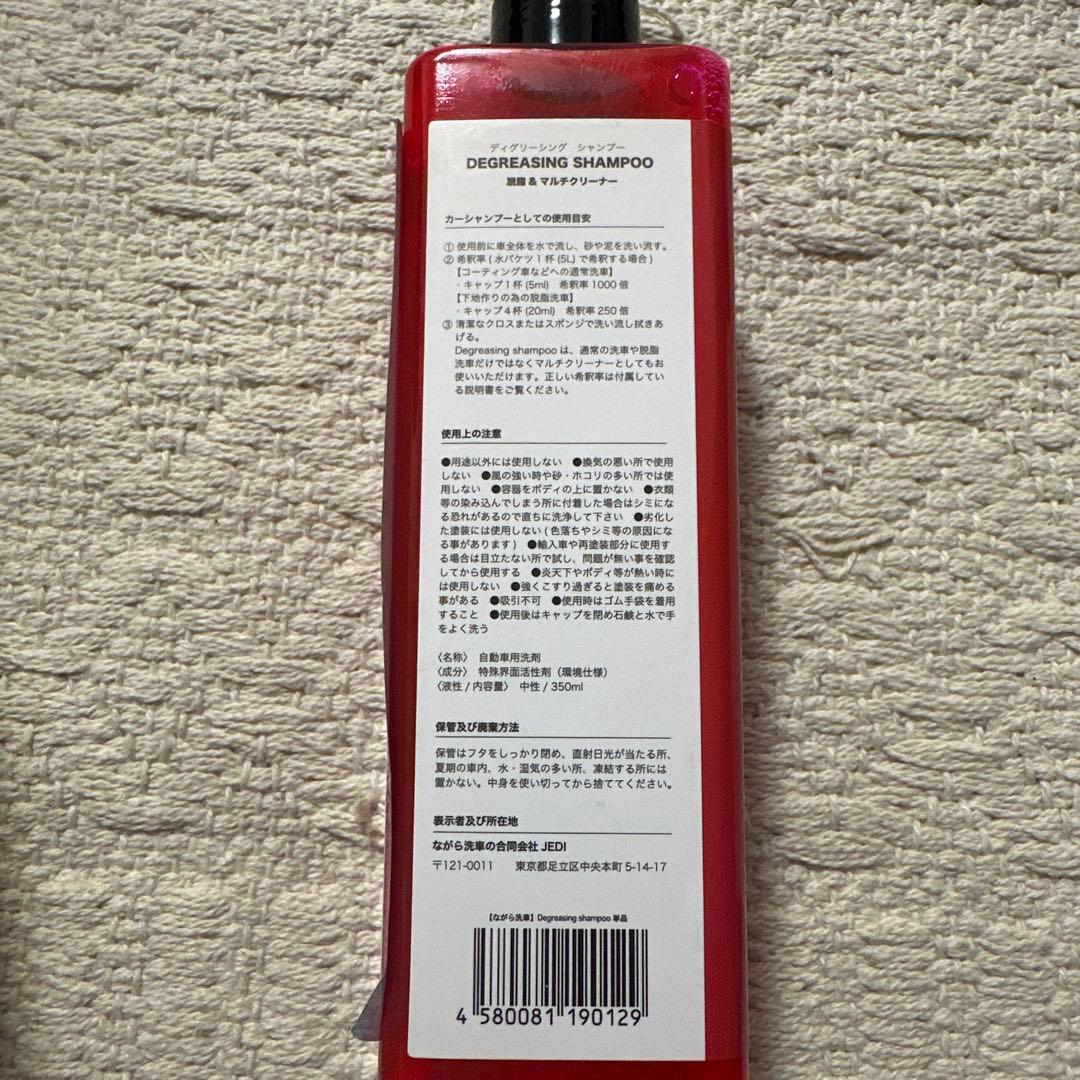 ディグリーシング シャンプー
DEGREASING SHAMPOO
脱脂 & マルチクリーナー
カーシャンプーとしての使用目安
① 使用前に車全体を水で流し、砂や泥を洗い流す。
② 希釈率 ( 水バケツ 1 杯 (5L) で希釈する場合 )
【コーティング車などへの通常洗車】
・キャップ 1 杯 (5ml) 希釈率 1000 倍
【下地作りの為の脱脂洗車】
・キャップ 4 杯 (20ml) 希釈率 250 倍
③ 清潔なクロスまたはスポンジで洗い流し拭きあ
げる。
Degreasing shampoo は、通常の洗車や脱脂
洗車だけではなくマルチクリーナーとしてもお
使いいただけます。正しい希釈率は付属してい
る説明書をご覧ください。
使用上の注意
●用途以外には使用しない ●換気の悪い所で使用
しない ●風の強い時や砂・ホコリの多い所では使
用しない ●容器をボディの上に置かない ●衣類
等の染み込んでしまう所に付着した場合はシミにな
る恐れがあるので直ちに洗浄して下さい ●劣化し
た塗装には使用しない ( 色落ちやシミ等の原因にな
る事があります ) ●輸入車や再塗装部分に使用す
る場合は目立たない所で試し、問題が無い事を確認
してから使用する ●炎天下やボディ等が熱い時に
は使用しない ●強くこすり過ぎると塗装を痛める
事がある ●吸引不可 ●使用時はゴム手袋を着用
すること ●使用後はキャップを閉め石鹸と水で手
をよく洗う
〈名称〉 自動車用洗剤
〈成分〉 特殊界面活性剤（環境仕様）
〈液性 / 内容量〉 中性 / 350ml
保管及び廃棄方法
保管はフタをしっかり閉め、直射日光が当たる所、
夏期の車内、水・湿気の多い所、凍結する所には
置かない。中身を使い切ってから捨ててください。
表示者及び所在地
ながら洗車の合同会社 JEDI
〒121-0011 東京都足立区中央本町 5-14-17
【ながら洗車】Degreasing shampoo 単品
4 580081 190129